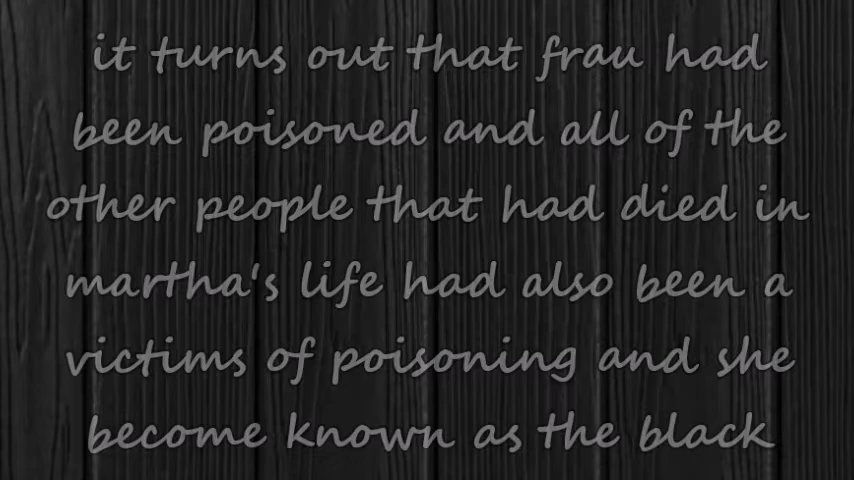 it turns out that frau had
been poisoned and all of the
other people that had died in
martha's life had also been a
victims of poisoning and she
become known as the black